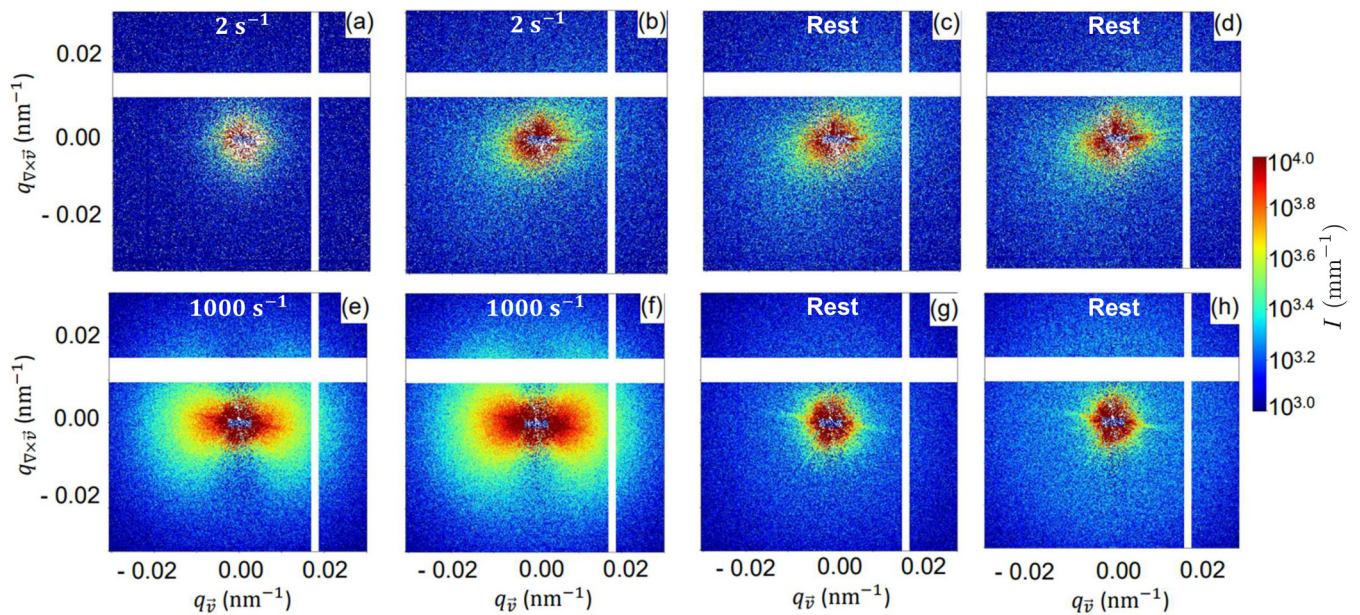 2 s⁻¹ (a)
2 s⁻¹ (b)
Rest (c)
Rest (d)
0.02
0.00
- 0.02
q∇×v⃗ (nm⁻¹)
1000 s⁻¹ (e)
1000 s⁻¹ (f)
Rest (g)
Rest (h)
0.02
0.00
- 0.02
q∇×v⃗ (nm⁻¹)
10⁴·⁰
10³·⁸
10³·⁶
10³·⁴
10³·²
10³·⁰
I (mm⁻¹)
- 0.02 0.00 0.02
- 0.02 0.00 0.02
- 0.02 0.00 0.02
- 0.02 0.00 0.02
qv⃗ (nm⁻¹)
qv⃗ (nm⁻¹)
qv⃗ (nm⁻¹)
qv⃗ (nm⁻¹)